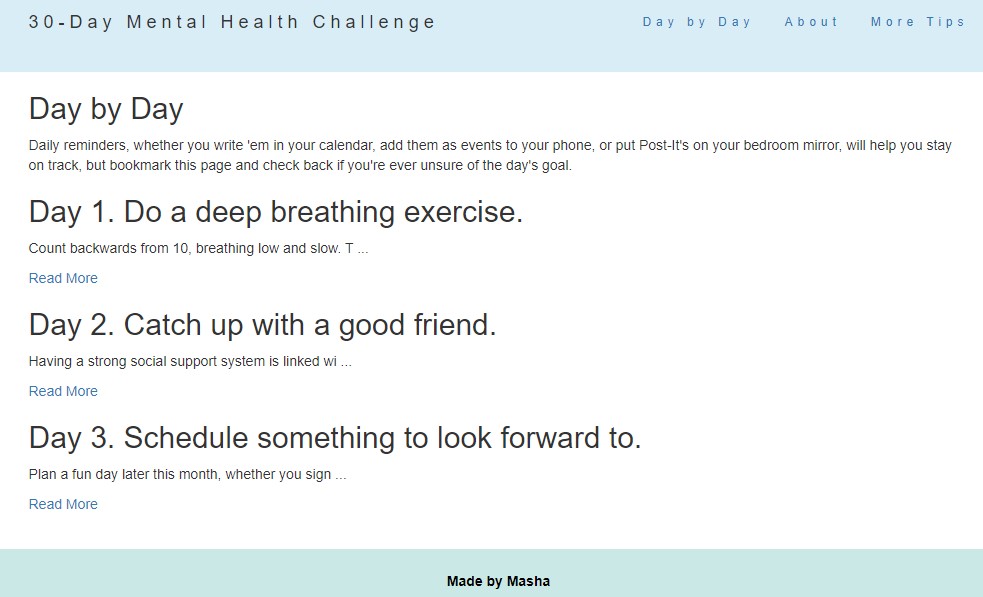 30-Day Mental Health Challenge
Day by Day
About
More Tips
Day by Day
Daily reminders, whether you write 'em in your calendar, add them as events to your phone, or put Post-It's on your bedroom mirror, will help you stay
on track, but bookmark this page and check back if you're ever unsure of the day's goal.
Day 1. Do a deep breathing exercise.
Count backwards from 10, breathing low and slow. T ...
Read More
Day 2. Catch up with a good friend.
Having a strong social support system is linked wi ...
Read More
Day 3. Schedule something to look forward to.
Plan a fun day later this month, whether you sign ...
Read More
Made by Masha